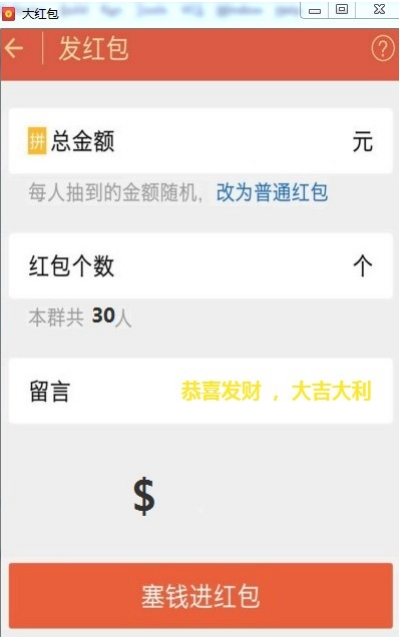 大红包
发红包 ?
拼 总金额 元
每人抽到的金额随机，改为普通红包
红包个数 个
本群共 30人
留言 恭喜发财 ，大吉大利
$
塞钱进红包